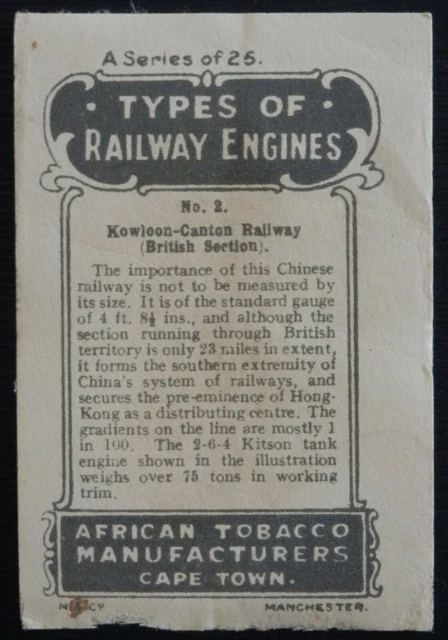 A Series of 25.
· TYPES OF ·
RAILWAY ENGINES
No. 2.
Kowloon-Canton Railway
(British Section).
The importance of this Chinese
railway is not to be measured by
its size. It is of the standard gauge
of 4 ft. 8½ ins., and although the
section running through British
territory is only 23 miles in extent,
it forms the southern extremity of
China's system of railways, and
secures the pre-eminence of Hong-
Kong as a distributing centre. The
gradients on the line are mostly 1
in 100. The 2-6-4 Kitson tank
engine shown in the illustration
weighs over 75 tons in working
trim.
AFRICAN TOBACCO
MANUFACTURERS
CAPE TOWN.
MANCHESTER.